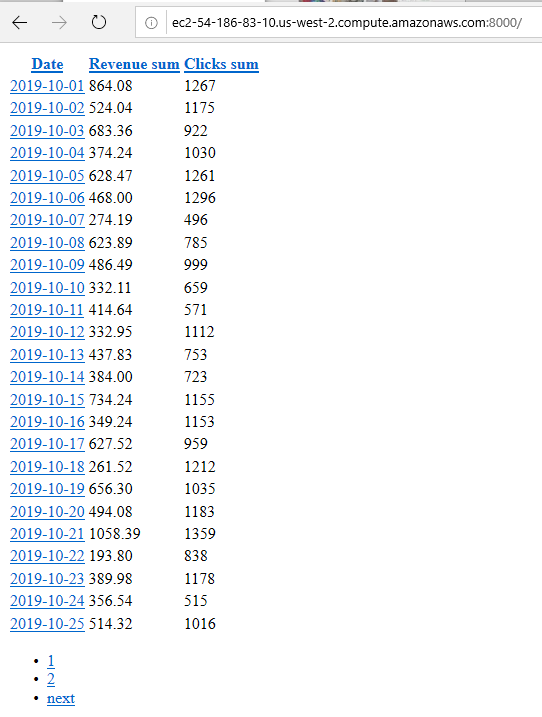 ec2-54-186-83-10.us-west-2.compute.amazonaws.com:8000/
Date Revenue sum Clicks sum
2019-10-01 864.08 1267
2019-10-02 524.04 1175
2019-10-03 683.36 922
2019-10-04 374.24 1030
2019-10-05 628.47 1261
2019-10-06 468.00 1296
2019-10-07 274.19 496
2019-10-08 623.89 785
2019-10-09 486.49 999
2019-10-10 332.11 659
2019-10-11 414.64 571
2019-10-12 332.95 1112
2019-10-13 437.83 753
2019-10-14 384.00 723
2019-10-15 734.24 1155
2019-10-16 349.24 1153
2019-10-17 627.52 959
2019-10-18 261.52 1212
2019-10-19 656.30 1035
2019-10-20 494.08 1183
2019-10-21 1058.39 1359
2019-10-22 193.80 838
2019-10-23 389.98 1178
2019-10-24 356.54 515
2019-10-25 514.32 1016
• 1
• 2
• next